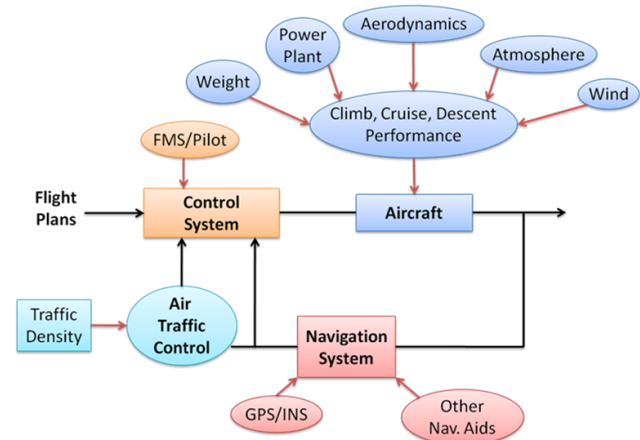 Aerodynamics
Power
Plant
Atmosphere
Weight
Wind
Climb, Cruise, Descent
Performance
FMS/Pilot
Flight
Plans
Control
System
Aircraft
Traffic
Density
Air
Traffic
Control
Navigation
System
GPS/INS
Other
Nav. Aids